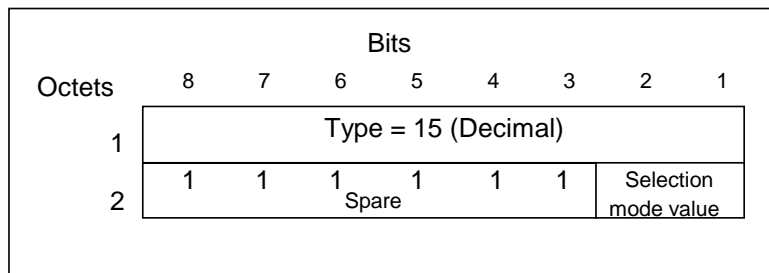 Bits
Octets 8 7 6 5 4 3 2 1
1 Type = 15 (Decimal)
2 1 1 1 1 1 1 Selection
Spare mode value